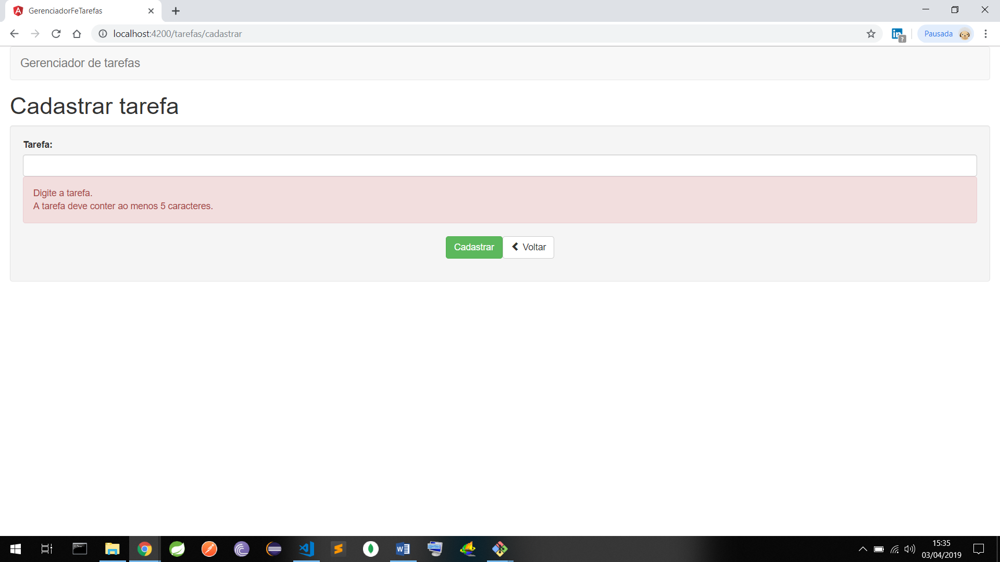 GerenciadorFeTarefas
localhost:4200/tarefas/cadastrar
Pausada
Gerenciador de tarefas
Cadastrar tarefa
Tarefa:
Digite a tarefa.
A tarefa deve conter ao menos 5 caracteres.
Cadastrar
Voltar
15:35
03/04/2019